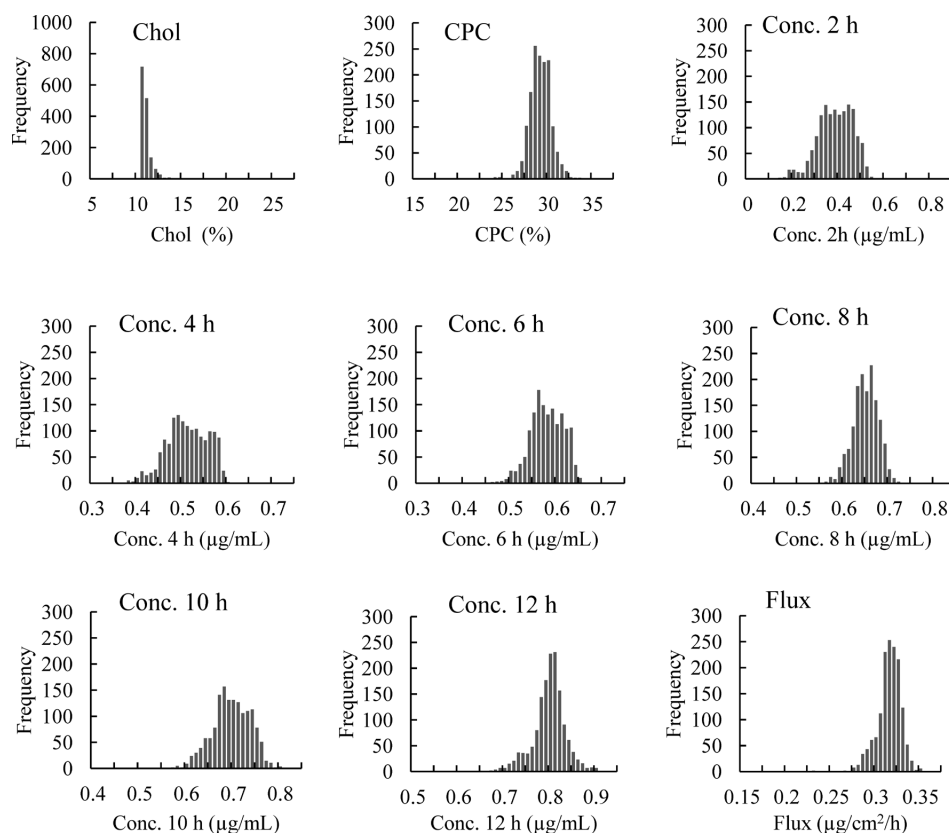 Chol
Frequency
1000
800
600
400
200
0
5 10 15 20 25
Chol (%)
CPC
Frequency
300
250
200
150
100
50
0
15 20 25 30 35
CPC (%)
Conc. 2 h
Frequency
300
250
200
150
100
50
0
0 0.2 0.4 0.6 0.8
Conc. 2h (µg/mL)
Conc. 4 h
Frequency
300
250
200
150
100
50
0
0.3 0.4 0.5 0.6 0.7
Conc. 4 h (µg/mL)
Conc. 6 h
Frequency
300
250
200
150
100
50
0
0.3 0.4 0.5 0.6 0.7
Conc. 6 h (µg/mL)
Conc. 8 h
Frequency
300
250
200
150
100
50
0
0.4 0.5 0.6 0.7 0.8
Conc. 8 h (µg/mL)
Conc. 10 h
Frequency
300
250
200
150
100
50
0
0.4 0.5 0.6 0.7 0.8
Conc. 10 h (µg/mL)
Conc. 12 h
Frequency
300
250
200
150
100
50
0
0.5 0.6 0.7 0.8 0.9
Conc. 12 h (µg/mL)
Flux
Frequency
300
250
200
150
100
50
0
0.15 0.25 0.25 0.35 0.35
Flux (µg/cm²/h)